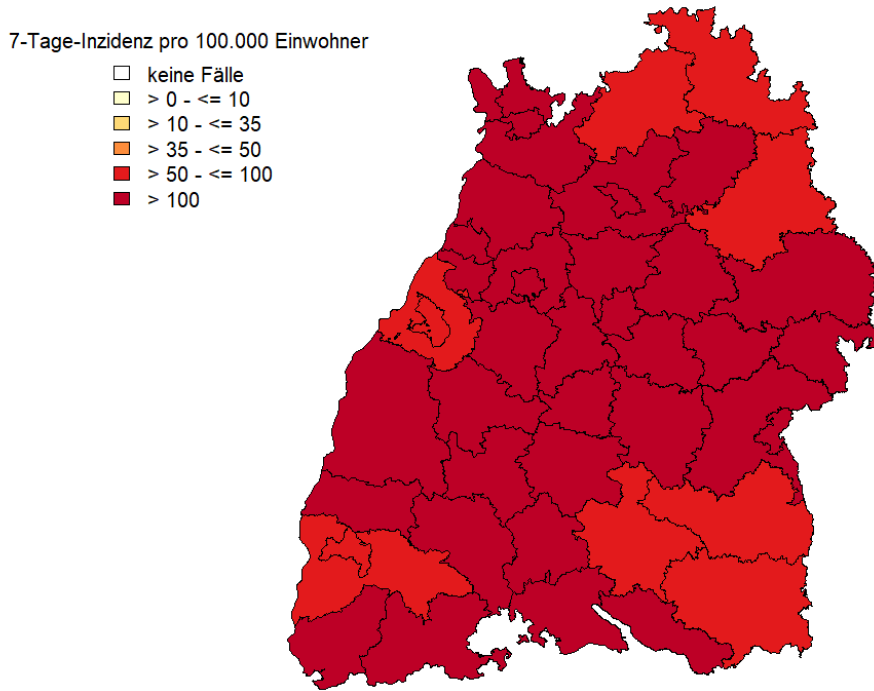 7-Tage-Inzidenz pro 100.000 Einwohner
keine Fälle
> 0 - <= 10
> 10 - <= 35
> 35 - <= 50
> 50 - <= 100
> 100